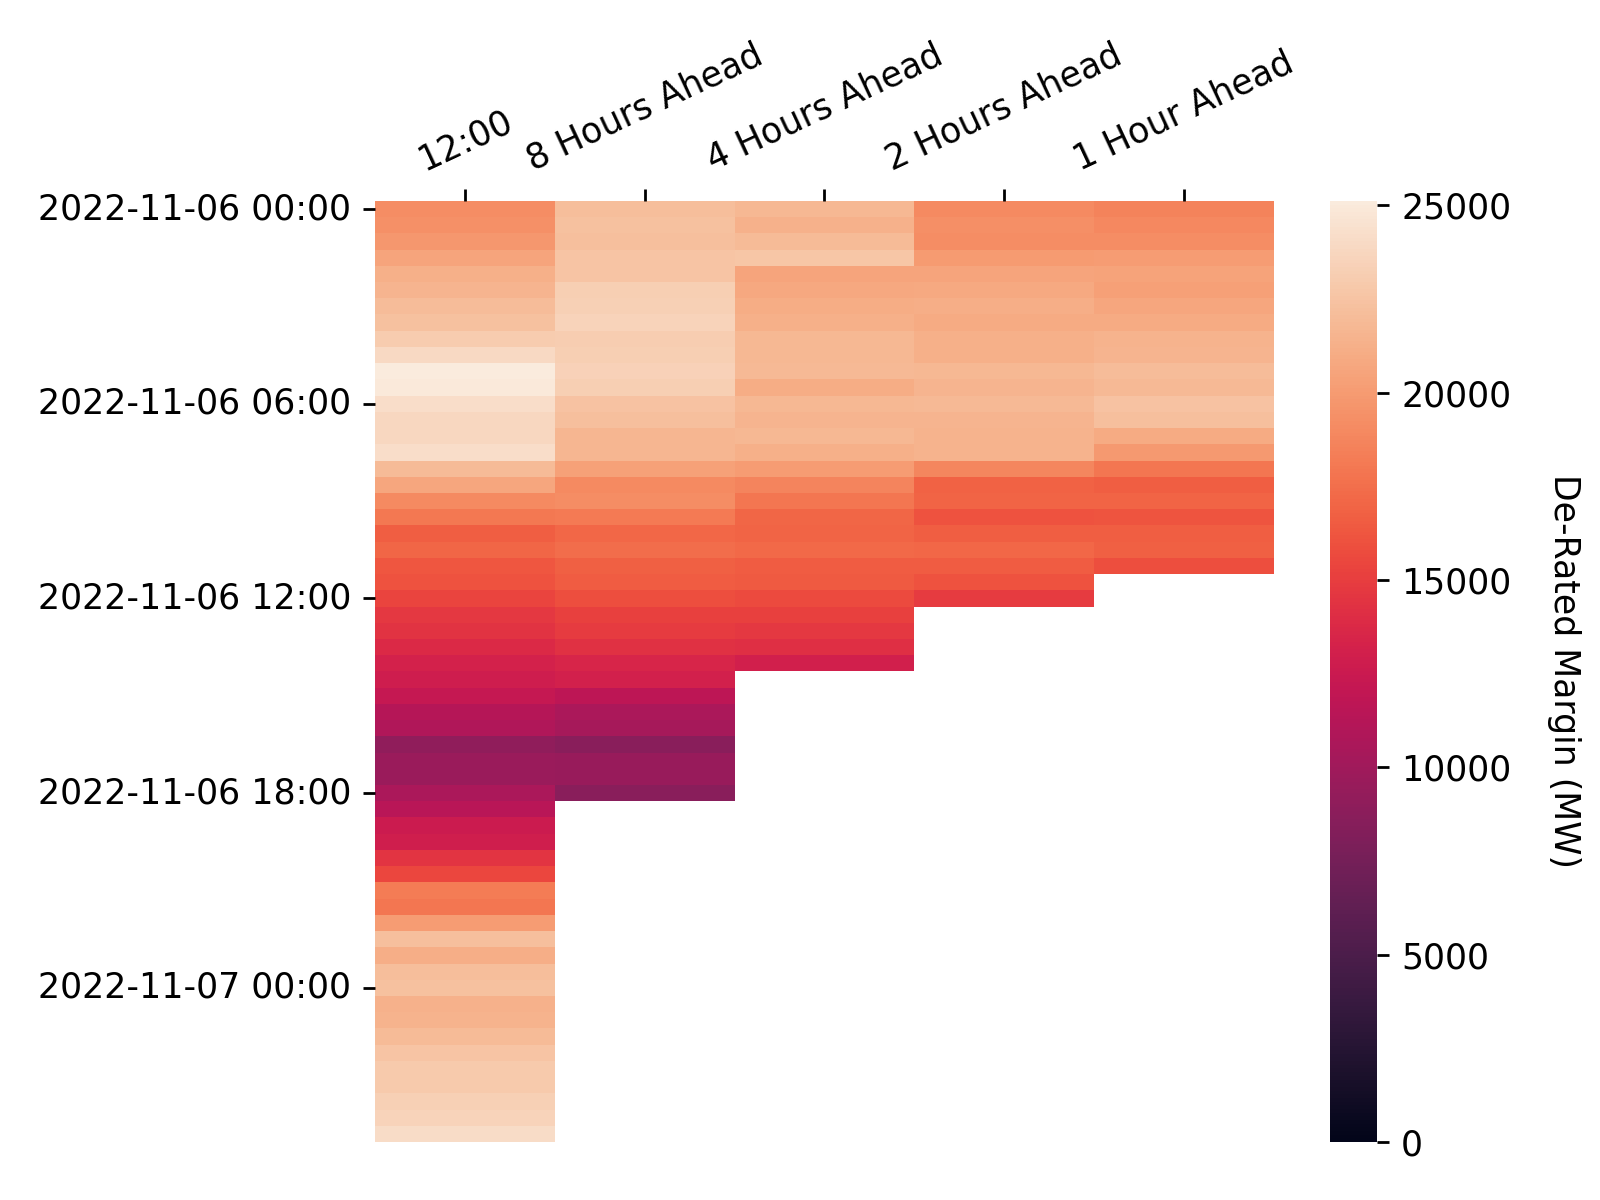 12:00
8 Hours Ahead
4 Hours Ahead
2 Hours Ahead
1 Hour Ahead
2022-11-06 00:00
2022-11-06 06:00
2022-11-06 12:00
2022-11-06 18:00
2022-11-07 00:00
25000
20000
15000
10000
5000
0
De-Rated Margin (MW)